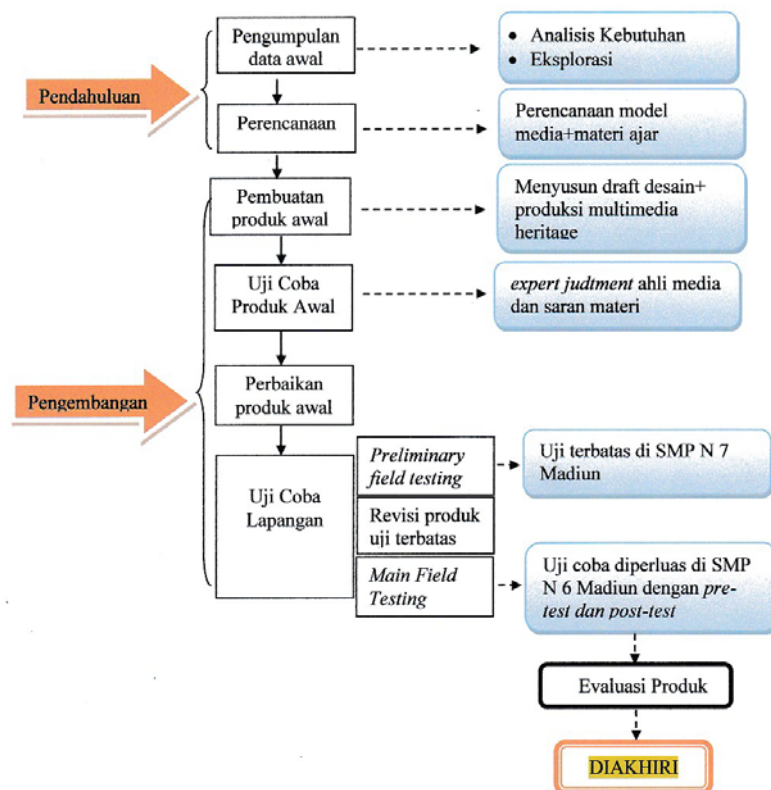 Pendahuluan
Pengumpulan
data awal
• Analisis Kebutuhan
• Eksplorasi
Perencanaan
Perencanaan model
media+materi ajar
Pengembangan
Pembuatan
produk awal
Menyusun draft desain+
produksi multimedia
heritage
Uji Coba
Produk Awal
expert judtment ahli media
dan saran materi
Perbaikan
produk awal
Uji Coba
Lapangan
Preliminary
field testing
Uji terbatas di SMP N 7
Madiun
Revisi produk
uji terbatas
Main Field
Testing
Uji coba diperluas di SMP
N 6 Madiun dengan pre-
test dan post-test
Evaluasi Produk
DIAKHIRI